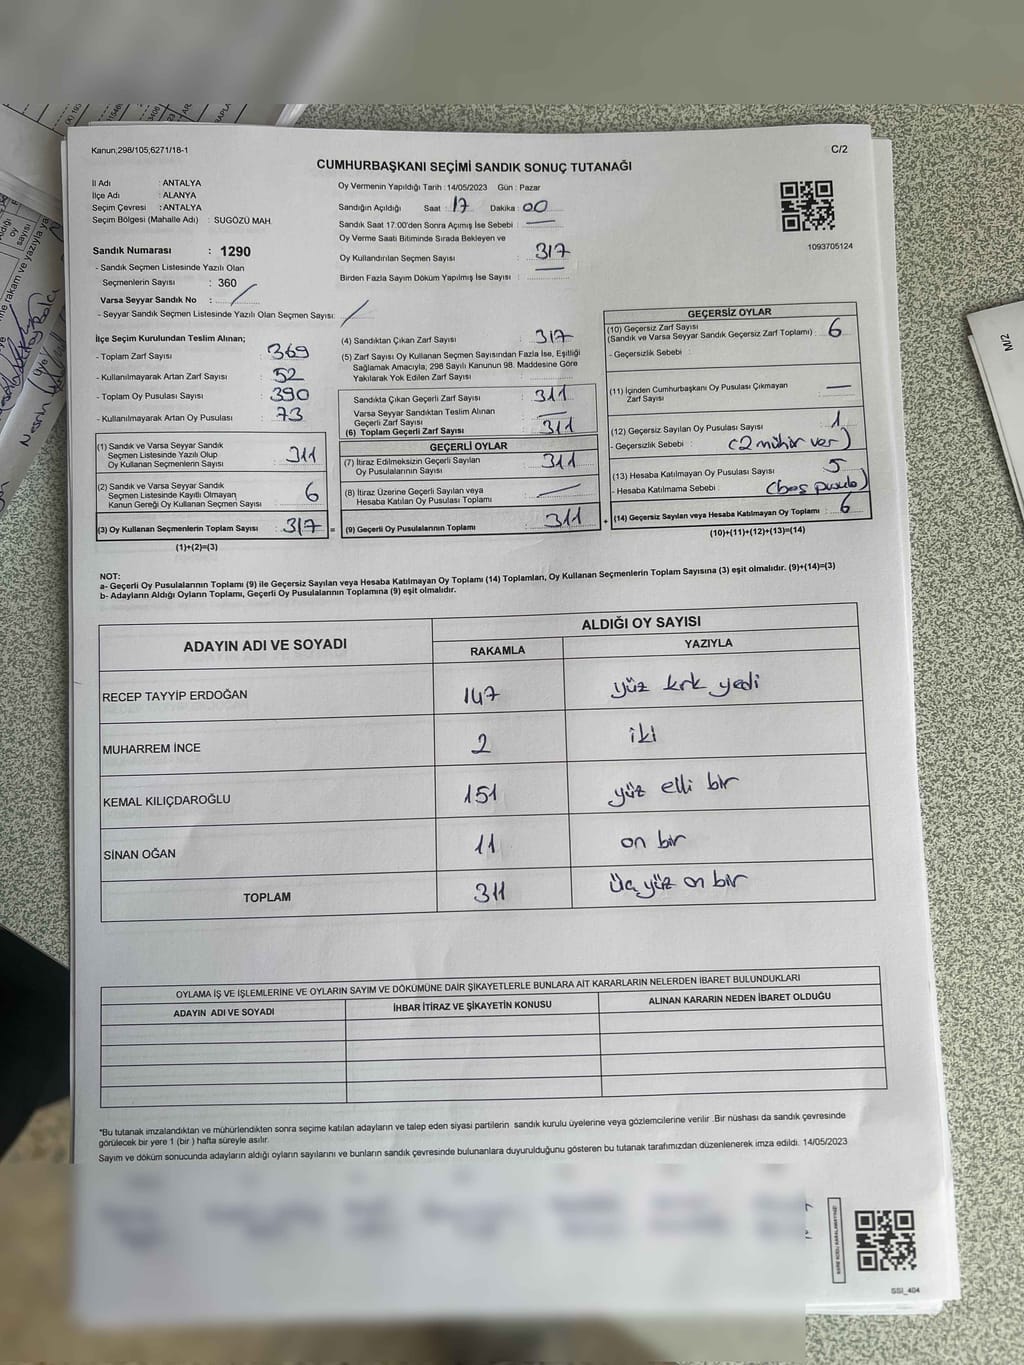 Kanun,298/105,6271/18-1
C/2
CUMHURBAŞKANI SEÇİMİ SANDIK SONUÇ TUTANAĞI
İl Adı : ANTALYA
İlçe Adı : ALANYA
Seçim Çevresi : ANTALYA
Seçim Bölgesi (Mahalle Adı) : SUGÖZÜ MAH.
Sandık Numarası : 1290
- Sandık Seçmen Listesinde Yazılı Olan
Seçmenlerin Sayısı : 360
Varsa Seyyar Sandık No :
- Seyyar Sandık Seçmen Listesinde Yazılı Olan Seçmen Sayısı:
Oy Vermenin Yapıldığı Tarih : 14/05/2023 Gün : Pazar
Sandığın Açıldığı Saat : 17 Dakika : 00
Sandık Saat 17:00'den Sonra Açımış İse Sebebi :
Oy Verme Saati Bitiminde Sırada Bekleyen ve
Oy Kullandırılan Seçmen Sayısı : 317
Birden Fazla Sayım Döküm Yapılmış İse Sayısı :
1093705124
İlçe Seçim Kurulundan Teslim Alınan;
- Toplam Zarf Sayısı : 369
- Kullanılmayarak Artan Zarf Sayısı : 52
- Toplam Oy Pusulası Sayısı : 390
- Kullanılmayarak Artan Oy Pusulası : 73
(1) Sandık ve Varsa Seyyar Sandık
Seçmen Listesinde Yazılı Olup
Oy Kullanan Seçmenlerin Sayısı : 311
(2) Sandık ve Varsa Seyyar Sandık
Seçmen Listesinde Kayıtlı Olmayan
Kanun Gereği Oy Kullanan Seçmen Sayısı : 6
(3) Oy Kullanan Seçmenlerin Toplam Sayısı : 317 =
(1)+(2)=(3)
(4) Sandıktan Çıkan Zarf Sayısı : 317
(5) Zarf Sayısı Oy Kullanan Seçmen Sayısından Fazla İse, Eşitliği
Sağlamak Amacıyla, 298 Sayılı Kanunun 98. Maddesine Göre
Yakılarak Yok Edilen Zarf Sayısı :
Sandıkta Çıkan Geçerli Zarf Sayısı : 311
Varsa Seyyar Sandıktan Teslim Alınan
Geçerli Zarf Sayısı :
(6) Toplam Geçerli Zarf Sayısı : 311
GEÇERLİ OYLAR
(7) İtiraz Edilmeksizin Geçerli Sayılan
Oy Pusulalarının Sayısı : 311
(8) İtiraz Üzerine Geçerli Sayılan veya
Hesaba Katılan Oy Pusulası Toplamı :
(9) Geçerli Oy Pusulalarının Toplamı : 311 +
GEÇERSİZ OYLAR
(10) Geçersiz Zarf Sayısı
(Sandık ve Varsa Seyyar Sandık Geçersiz Zarf Toplamı) : 6
- Geçersizlik Sebebi :
(11) İçinden Cumhurbaşkanı Oy Pusulası Çıkmayan
Zarf Sayısı :
(12) Geçersiz Sayılan Oy Pusulası Sayısı : 1
- Geçersizlik Sebebi : (2 mühür ver)
(13) Hesaba Katılmayan Oy Pusulası Sayısı : 5
- Hesaba Katılmama Sebebi : (boş pusula)
(14) Geçersiz Sayılan veya Hesaba Katılmayan Oy Toplamı : 6
(10)+(11)+(12)+(13)=(14)
NOT:
a- Geçerli Oy Pusulalarının Toplamı (9) ile Geçersiz Sayılan veya Hesaba Katılmayan Oy Toplamı (14) Toplamları, Oy Kullanan Seçmenlerin Toplam Sayısına (3) eşit olmalıdır. (9)+(14)=(3)
b- Adayların Aldığı Oyların Toplamı, Geçerli Oy Pusulalarının Toplamına (9) eşit olmalıdır.
ADAYIN ADI VE SOYADI
ALDIĞI OY SAYISI
RAKAMLA YAZIYLA
RECEP TAYYİP ERDOĞAN 147 yüz kırk yedi
MUHARREM İNCE 2 iki
KEMAL KILIÇDAROĞLU 151 yüz elli bir
SİNAN OĞAN 11 on bir
TOPLAM 311 Üç yüz on bir
OYLAMA İŞ VE İŞLEMLERİNE VE OYLARIN SAYIM VE DÖKÜMÜNE DAİR ŞİKAYETLERLE BUNLARA AİT KARARLARIN NELERDEN İBARET BULUNDUKLARI
ADAYIN ADI VE SOYADI İHBAR İTİRAZ VE ŞİKAYETİN KONUSU ALINAN KARARIN NEDEN İBARET OLDUĞU
*Bu tutanak imzalandıktan ve mühürlendikten sonra seçime katılan adayların ve talep eden siyasi partilerin sandık kurulu üyelerine veya gözlemcilerine verilir .Bir nüshası da sandık çevresinde
görülecek bir yere 1 (bir ) hafta süreyle asılır.
Sayım ve döküm sonucunda adayların aldığı oyların sayılarını ve bunların sandık çevresinde bulunanlara duyurulduğunu gösteren bu tutanak tarafımızdan düzenlenerek imza edildi. 14/05/2023
SSİ_404
M/2
Nesrin